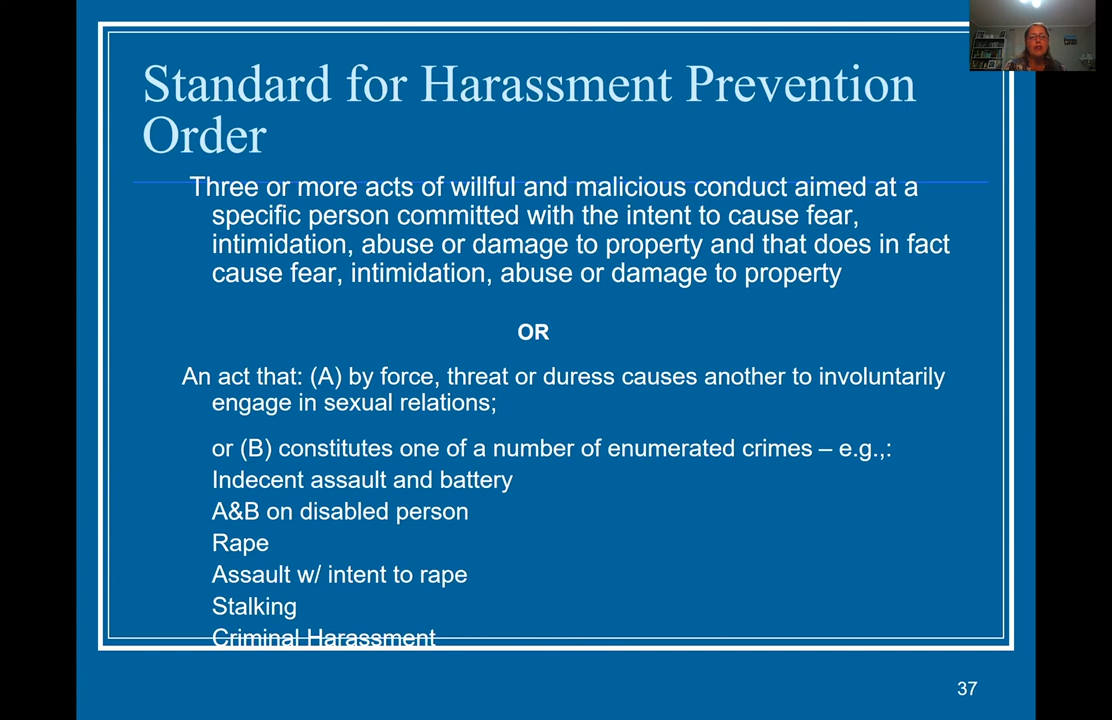 Standard for Harassment Prevention
Order
Three or more acts of willful and malicious conduct aimed at a
specific person committed with the intent to cause fear,
intimidation, abuse or damage to property and that does in fact
cause fear, intimidation, abuse or damage to property
OR
An act that: (A) by force, threat or duress causes another to involuntarily
engage in sexual relations;
or (B) constitutes one of a number of enumerated crimes – e.g.,:
Indecent assault and battery
A&B on disabled person
Rape
Assault w/ intent to rape
Stalking
Criminal Harassment
37